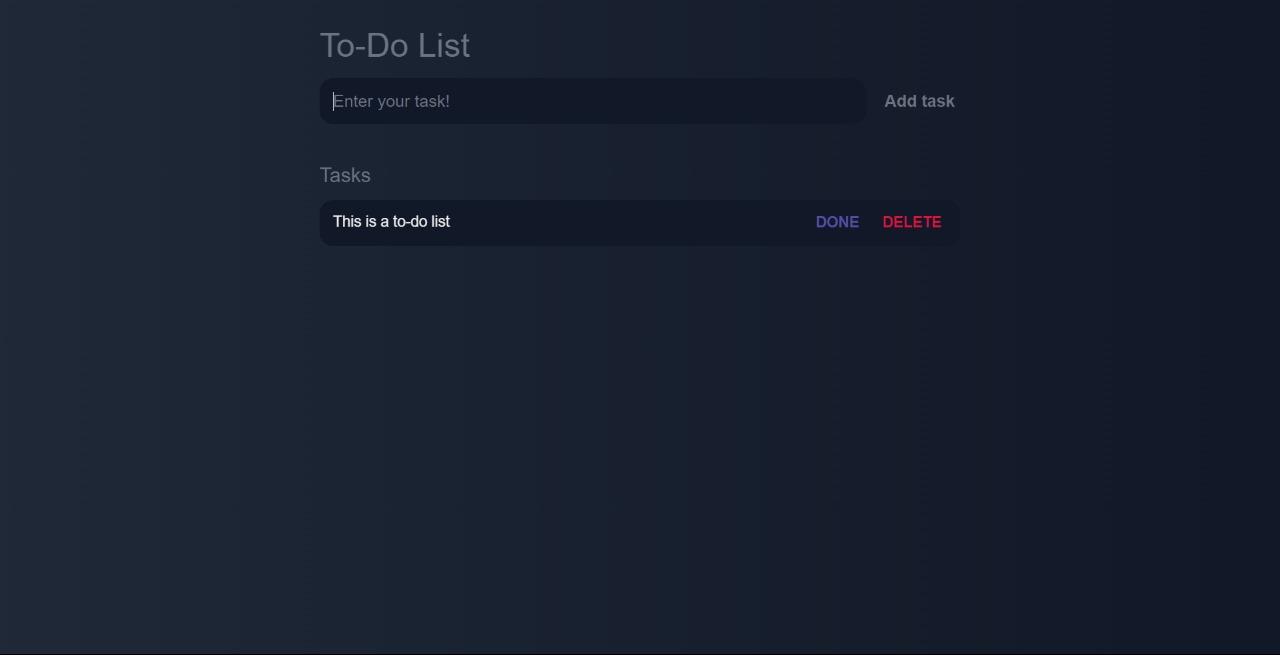 To-Do List
Enter your task!
Add task
Tasks
This is a to-do list
DONE
DELETE